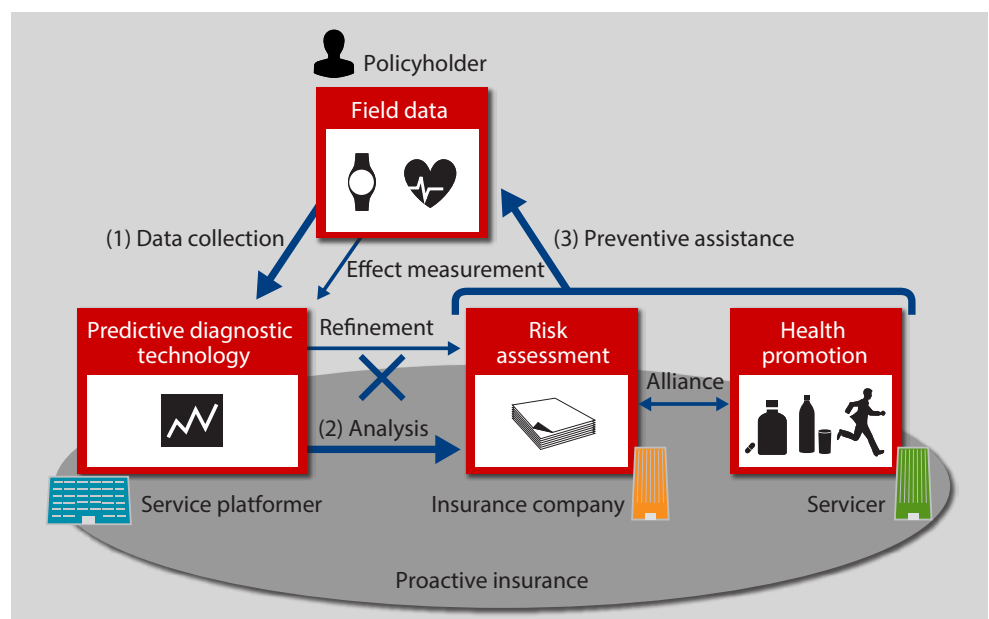 Policyholder
Field data
(1) Data collection
(3) Preventive assistance
Effect measurement
Predictive diagnostic
technology
Refinement
Risk
assessment
Health
promotion
Alliance
(2) Analysis
Service platformer
Insurance company
Servicer
Proactive insurance